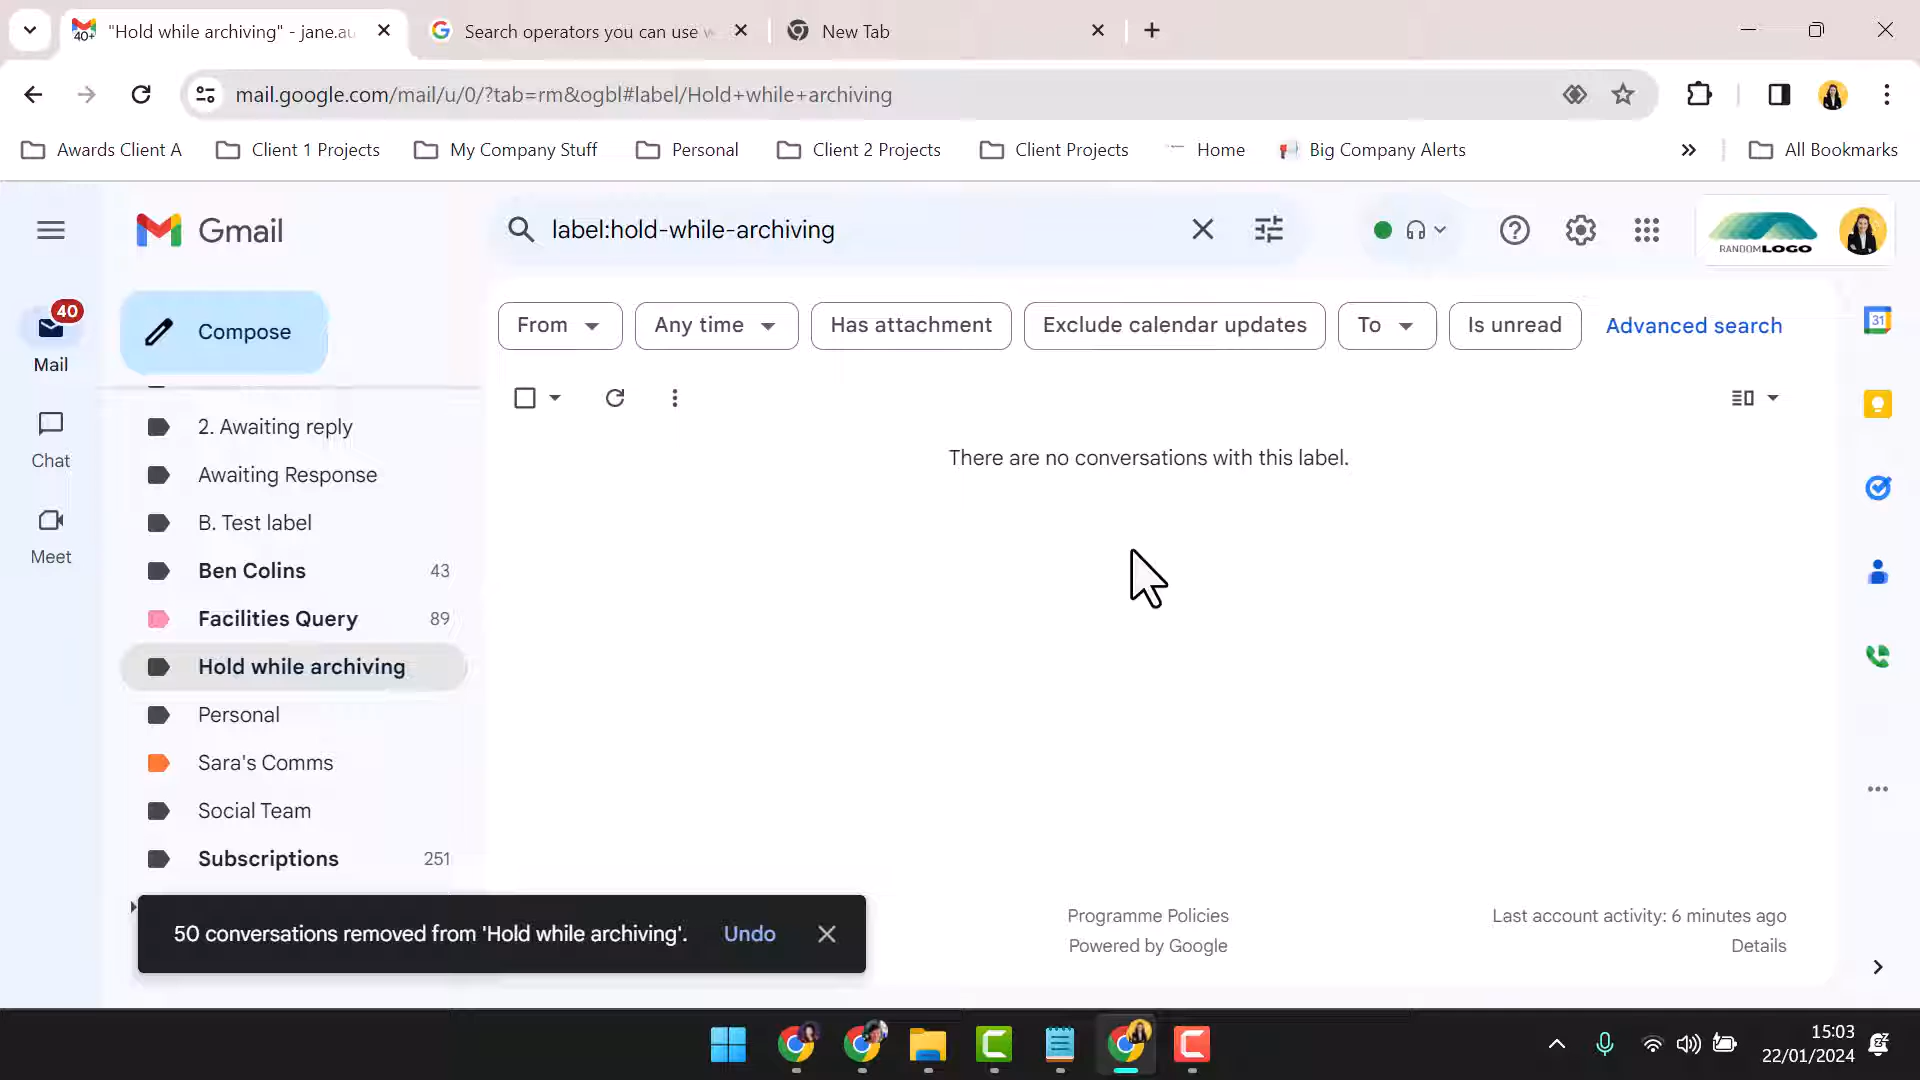 "Hold while archiving" - jane.au
Search operators you can use w
New Tab
mail.google.com/mail/u/0/?tab=rm&ogbl#label/Hold+while+archiving
Awards Client A
Client 1 Projects
My Company Stuff
Personal
Client 2 Projects
Client Projects
Home
Big Company Alerts
All Bookmarks
Gmail
label:hold-while-archiving
RANDOMLOGO
40
Mail
Chat
Meet
Compose
From
Any time
Has attachment
Exclude calendar updates
To
Is unread
Advanced search
There are no conversations with this label.
2. Awaiting reply
Awaiting Response
B. Test label
Ben Colins 43
Facilities Query 89
Hold while archiving
Personal
Sara's Comms
Social Team
Subscriptions 251
50 conversations removed from 'Hold while archiving'. Undo
Programme Policies
Powered by Google
Last account activity: 6 minutes ago
Details
31
15:03
22/01/2024